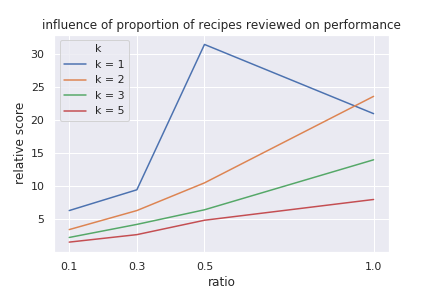 influence of proportion of recipes reviewed on performance
k
k = 1
k = 2
k = 3
k = 5
relative score
30
25
20
15
10
5
0.1 0.3 0.5 1.0
ratio